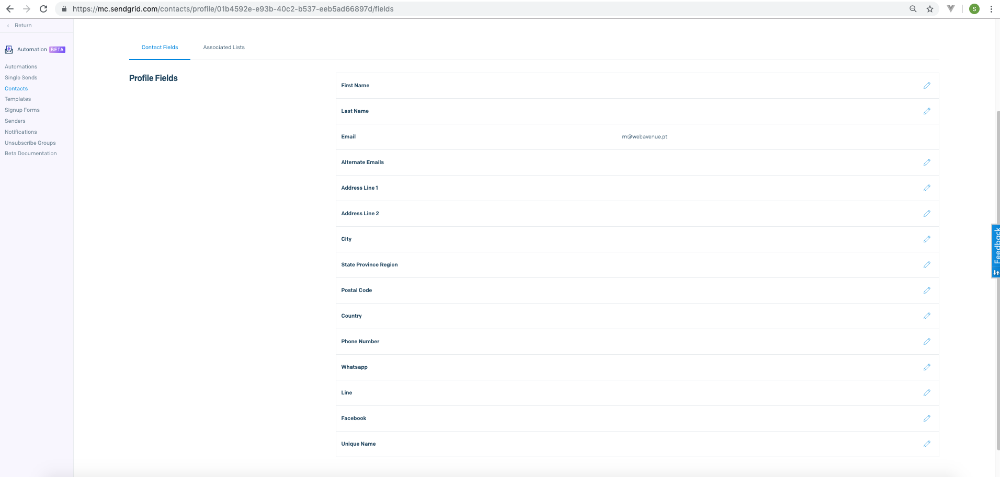 https://mc.sendgrid.com/contacts/profile/01b4592e-e93b-40c2-b537-eeb5ad66897d/fields
S
Return
Automation BETA
Automations
Single Sends
Contacts
Templates
Signup Forms
Senders
Notifications
Unsubscribe Groups
Beta Documentation
Contact Fields Associated Lists
Profile Fields
First Name
Last Name
Email m@webavenue.pt
Alternate Emails
Address Line 1
Address Line 2
City
State Province Region
Postal Code
Country
Phone Number
Whatsapp
Line
Facebook
Unique Name
Feedback